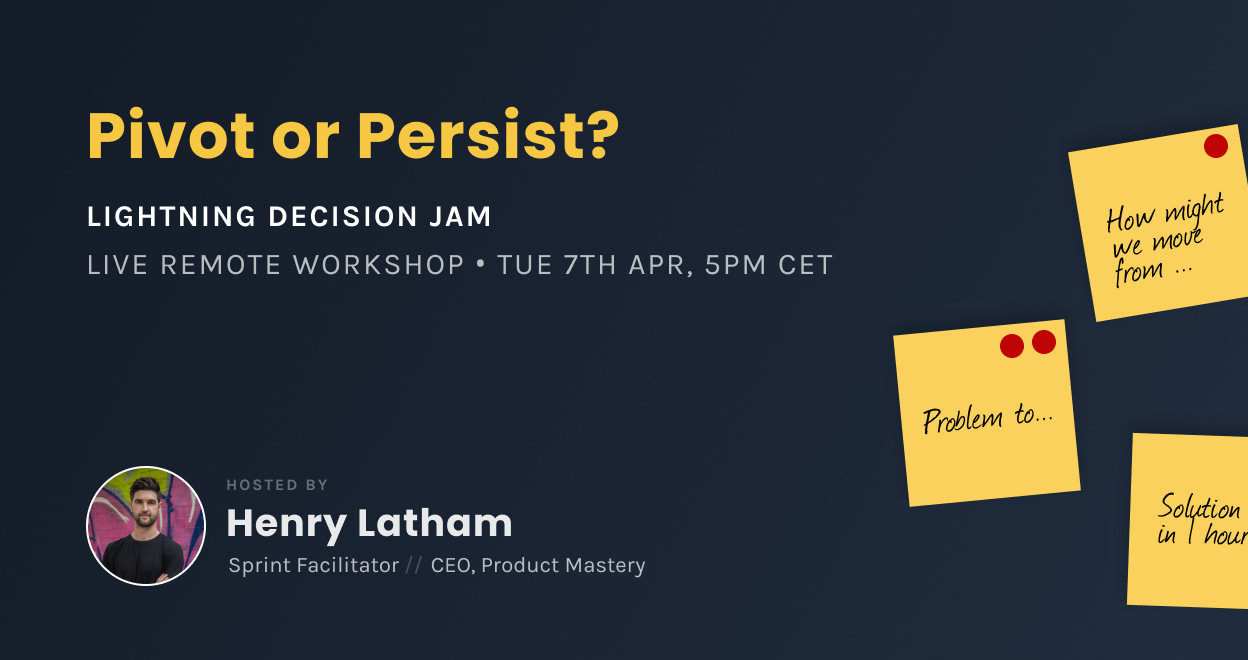 Pivot or Persist?
LIGHTNING DECISION JAM
LIVE REMOTE WORKSHOP • TUE 7TH APR, 5PM CET
HOSTED BY
Henry Latham
Sprint Facilitator // CEO, Product Mastery
How might
we move
from ...
Problem to...
Solution
in 1 hour